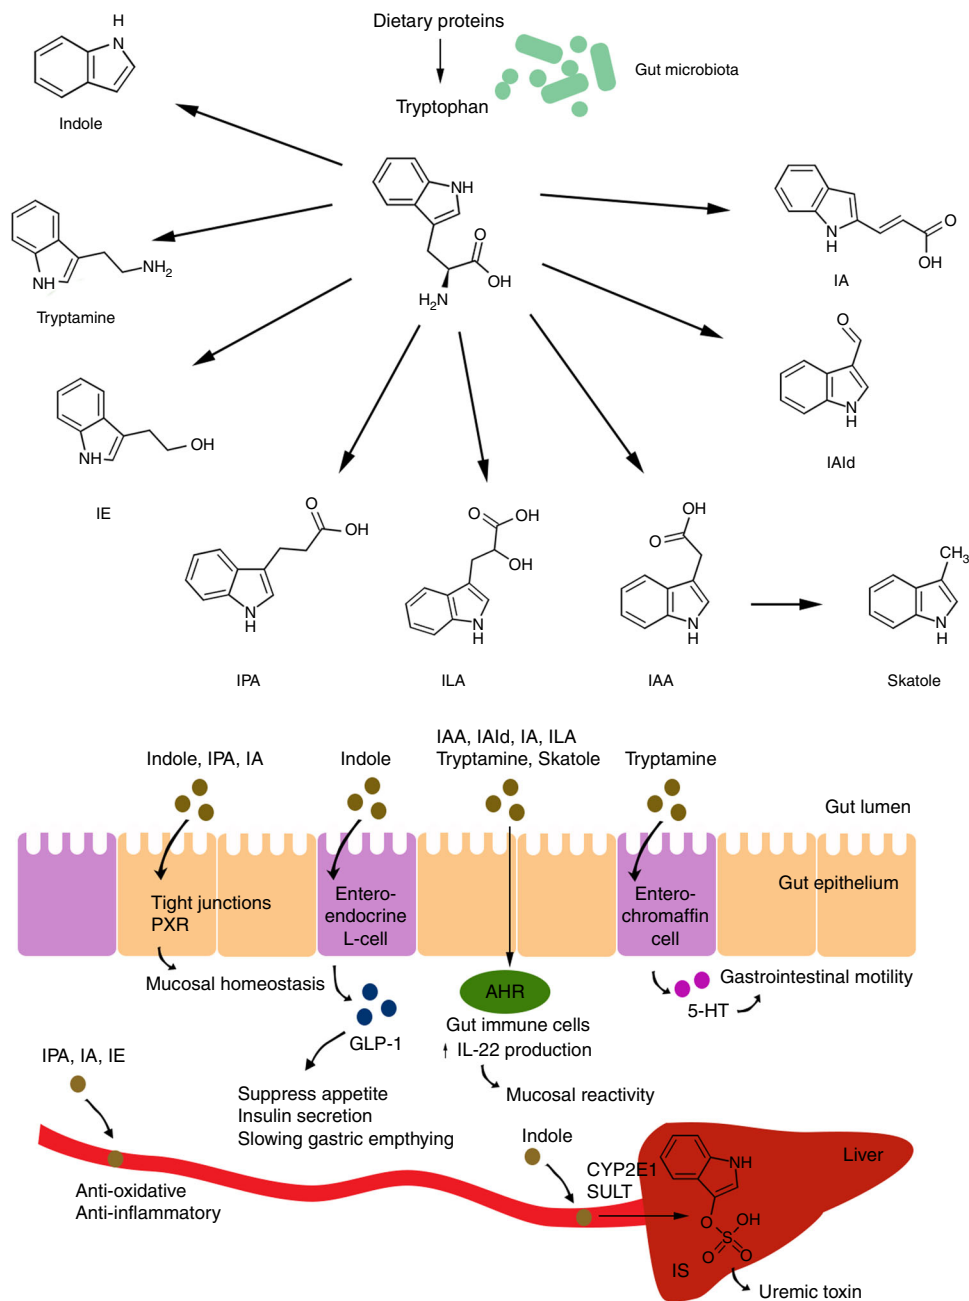 Dietary proteins
Gut microbiota
Tryptophan
H
N
Indole
NH
O
OH
H₂N
NH₂
NH
Tryptamine
N
H
O
OH
IA
O
N
H
IAld
OH
NH
IE
O
OH
N
H
IPA
O
OH
OH
N
H
ILA
OH
O
N
H
IAA
CH₃
N
H
Skatole
Indole, IPA, IA
Indole
IAA, IAld, IA, ILA
Tryptamine, Skatole
Tryptamine
Gut lumen
Gut epithelium
Tight junctions
PXR
Mucosal homeostasis
Entero-
endocrine
L-cell
GLP-1
Suppress appetite
Insulin secretion
Slowing gastric empthying
AHR
Gut immune cells
↑ IL-22 production
Mucosal reactivity
Entero-
chromaffin
cell
5-HT
Gastrointestinal motility
IPA, IA, IE
Anti-oxidative
Anti-inflammatory
Indole
CYP2E1
SULT
Liver
NH
O
OH
S
O
O
IS
Uremic toxin